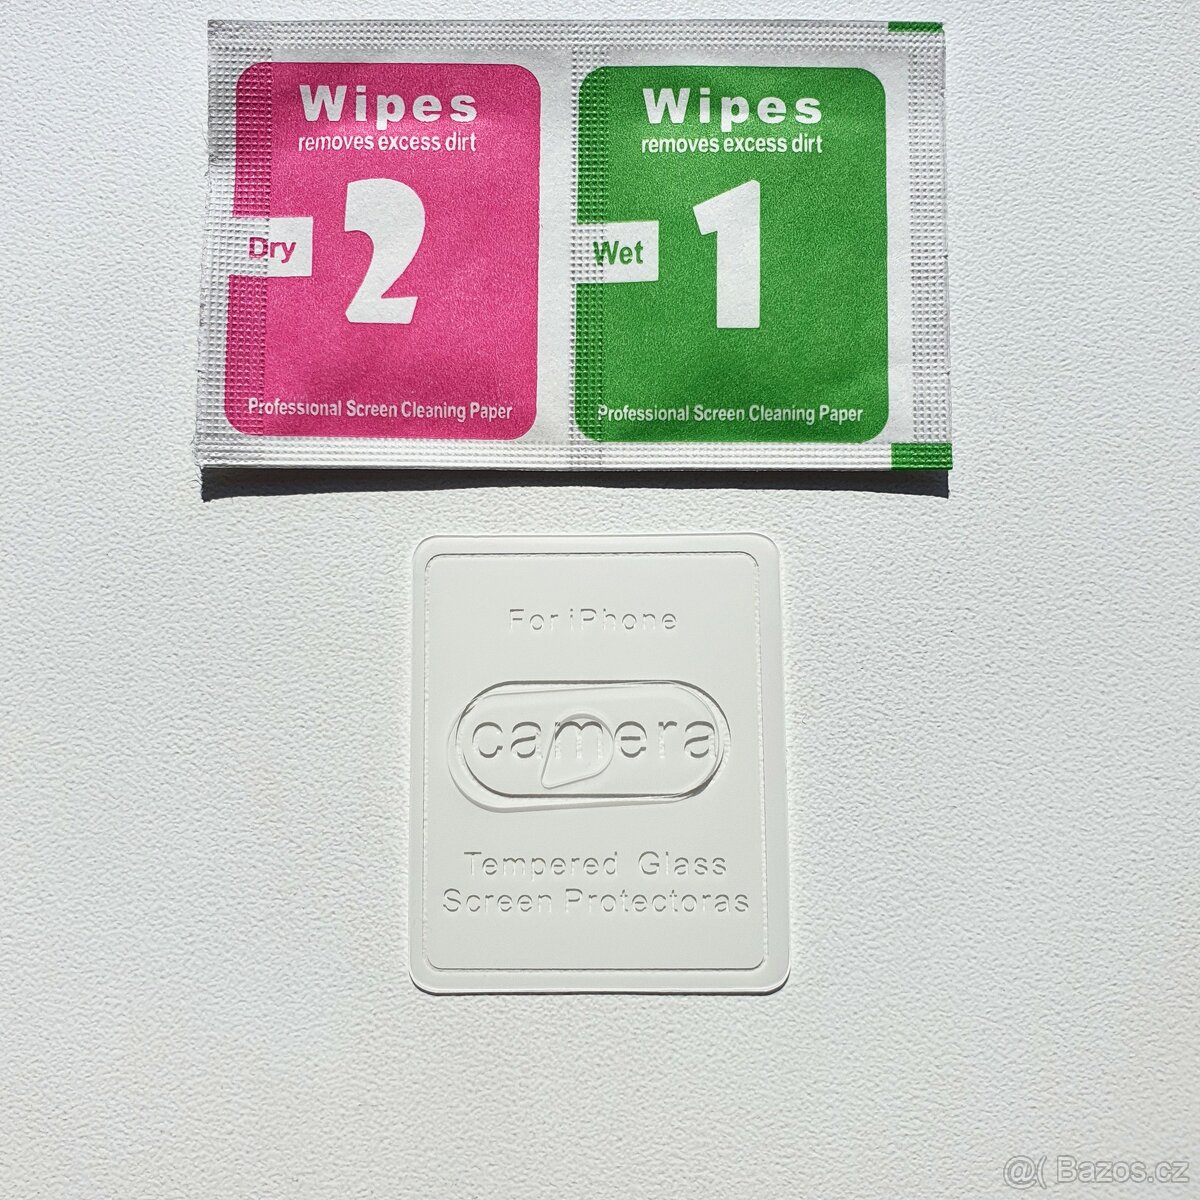 Wipes
removes excess dirt
Dry
2
Professional Screen Cleaning Paper
Wipes
removes excess dirt
Wet
1
Professional Screen Cleaning Paper
For iPhone
camera
Tempered Glass
Screen Protectoras
@( Bazos.cz